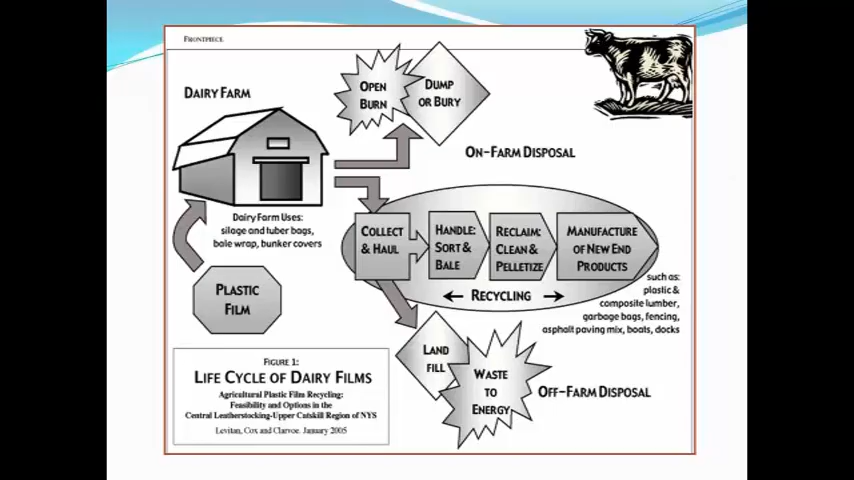 FRONTPIECE
DAIRY FARM
OPEN
BURN
DUMP
OR BURY
ON-FARM DISPOSAL
Dairy Farm Uses:
silage and tuber bags,
bale wrap, bunker covers
PLASTIC
FILM
COLLECT
& HAUL
HANDLE:
SORT &
BALE
RECLAIM:
CLEAN &
PELLETIZE
MANUFACTURE
OF NEW END
PRODUCTS
RECYCLING
such as:
plastic &
composite lumber,
garbage bags, fencing,
asphalt paving mix, boats, docks
LAND
FILL
WASTE
TO
ENERGY
OFF-FARM DISPOSAL
FIGURE 1:
LIFE CYCLE OF DAIRY FILMS
Agricultural Plastic Film Recycling:
Feasibility and Options in the
Central Leatherstocking-Upper Catskill Region of NYS
Levitan, Cox and Clarvoe. January 2005